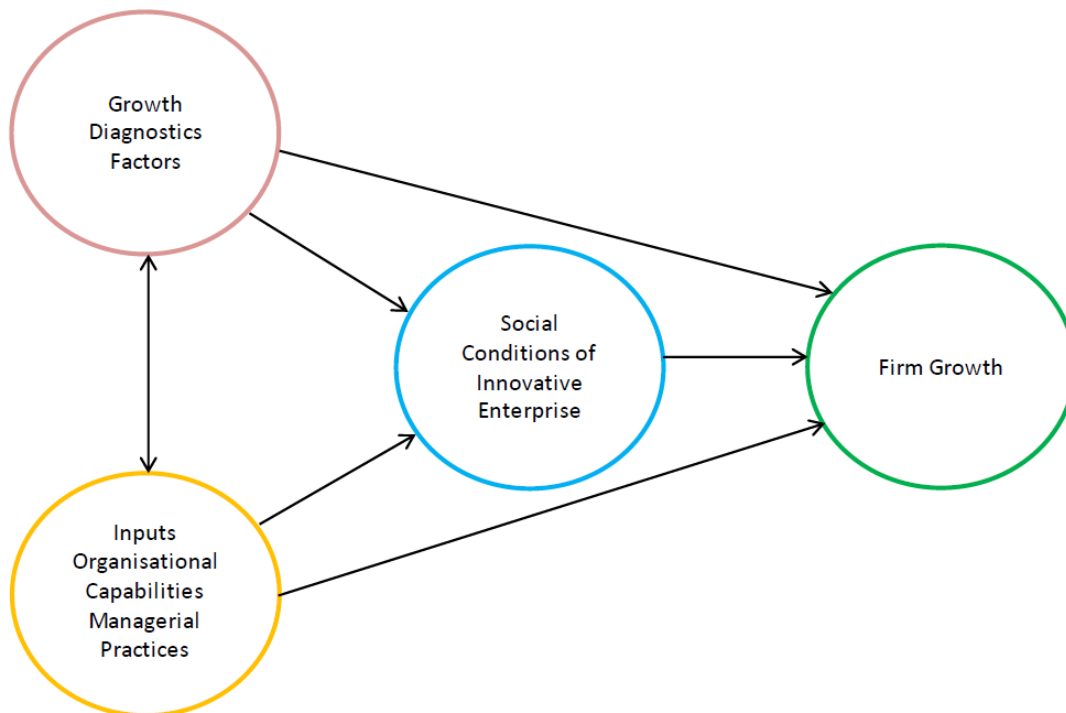 Growth
Diagnostics
Factors
Social
Conditions of
Innovative
Enterprise
Firm Growth
Inputs
Organisational
Capabilities
Managerial
Practices